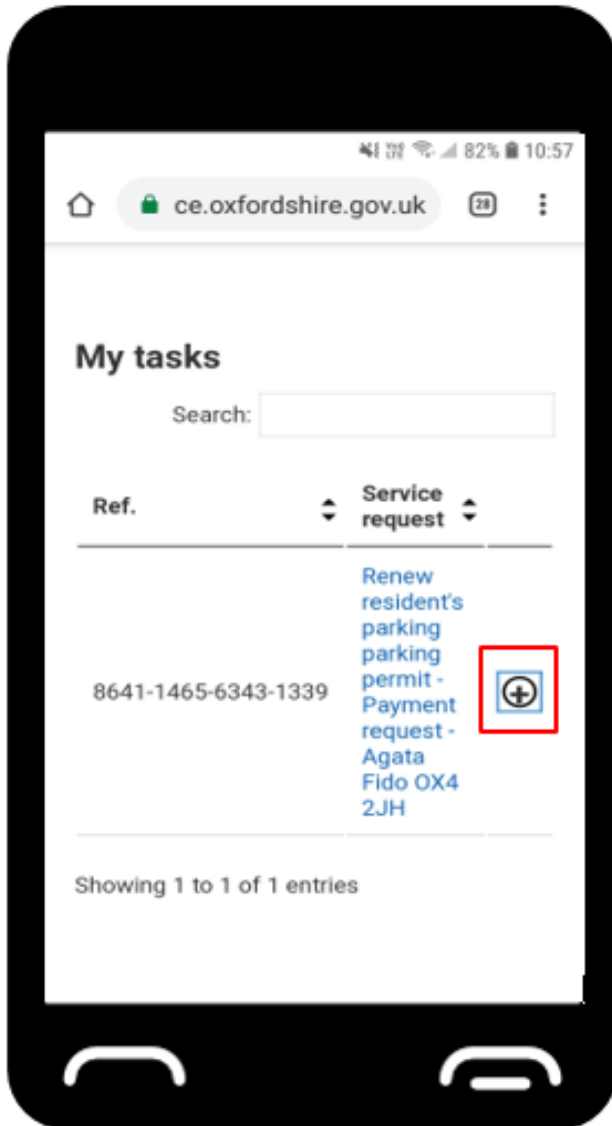 82% 10:57
ce.oxfordshire.gov.uk 28
My tasks
Search:
Ref.
Service
request
8641-1465-6343-1339
Renew
resident's
parking
parking
permit -
Payment
request -
Agata
Fido OX4
2JH
Showing 1 to 1 of 1 entries